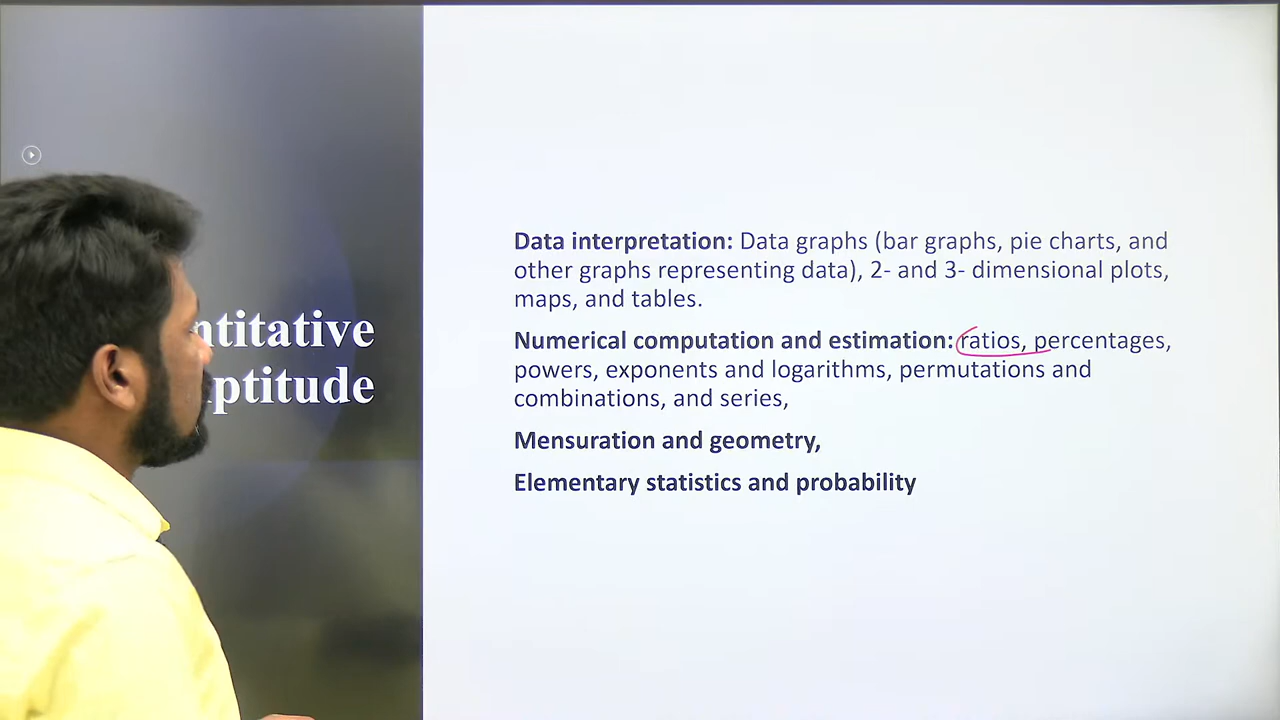 ntitative
ptitude
Data interpretation: Data graphs (bar graphs, pie charts, and
other graphs representing data), 2- and 3- dimensional plots,
maps, and tables.
Numerical computation and estimation: ratios, percentages,
powers, exponents and logarithms, permutations and
combinations, and series,
Mensuration and geometry,
Elementary statistics and probability